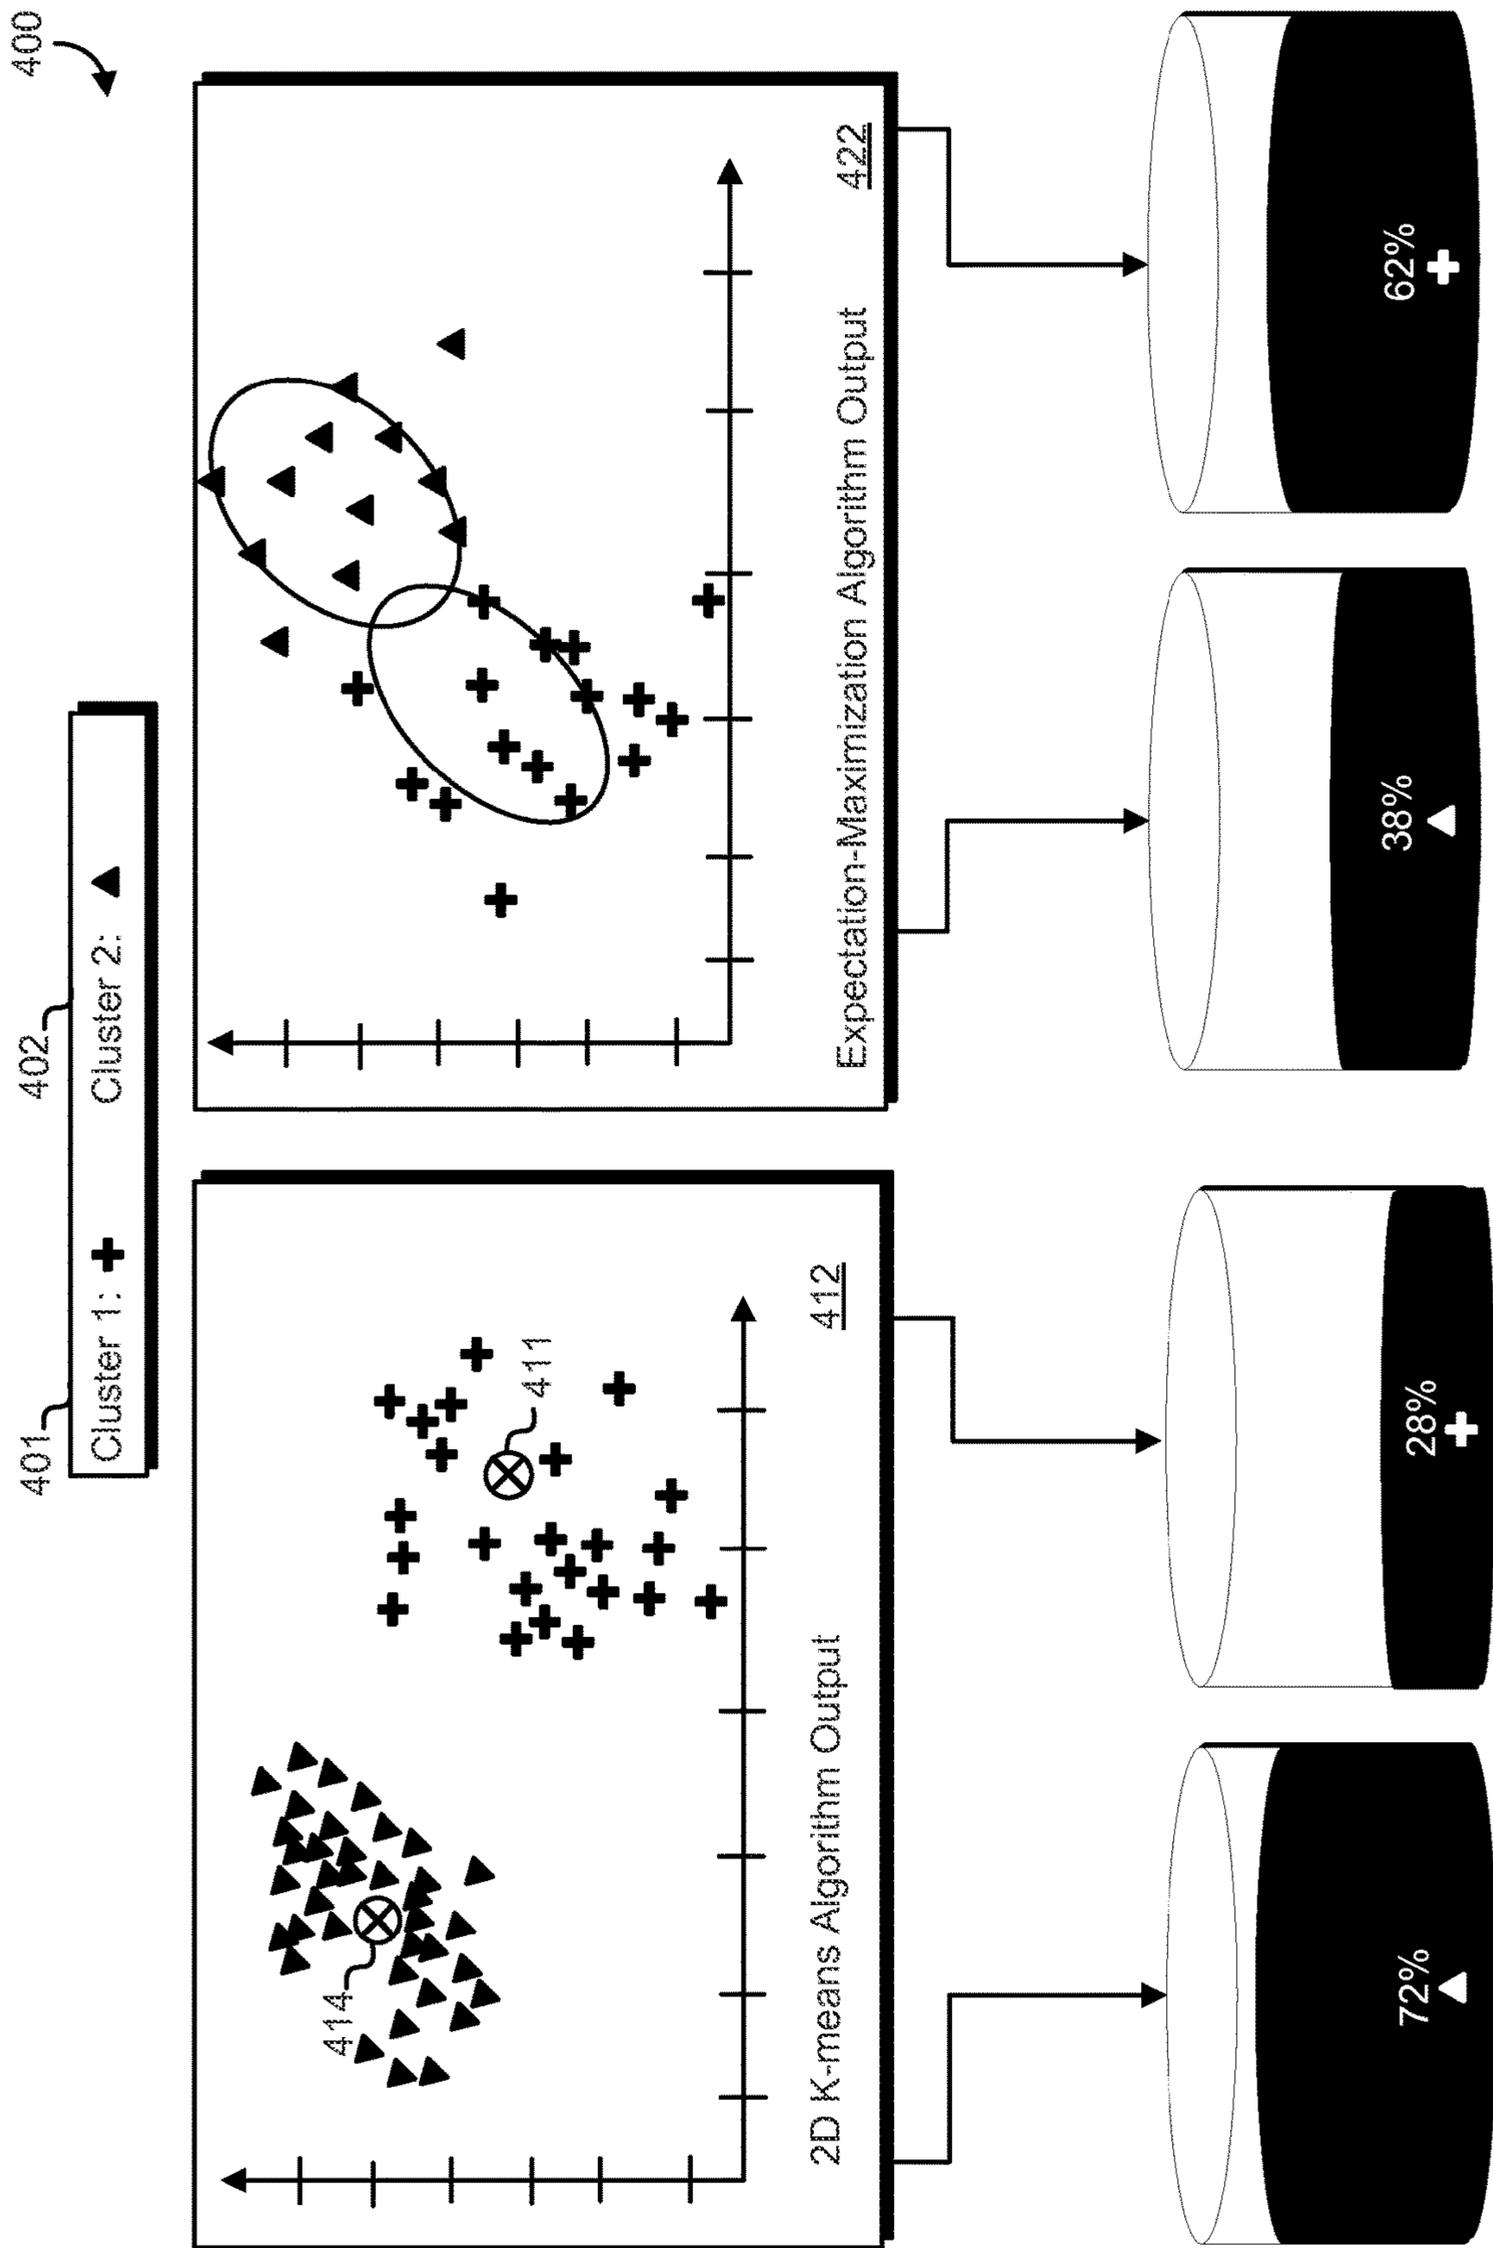 400
401
402
Cluster 1:
Cluster 2:
414
411
2D K-means Algorithm Output
412
Expectation-Maximization Algorithm Output
422
72%
28%
38%
62%